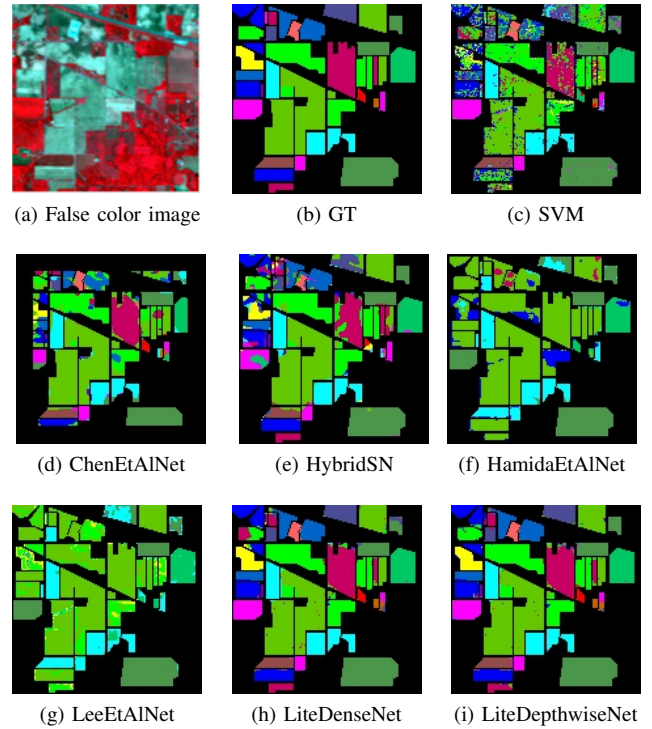 (a) False color image
(b) GT
(c) SVM
(d) ChenEtAlNet
(e) HybridSN
(f) HamidaEtAlNet
(g) LeeEtAlNet
(h) LiteDenseNet
(i) LiteDepthwiseNet